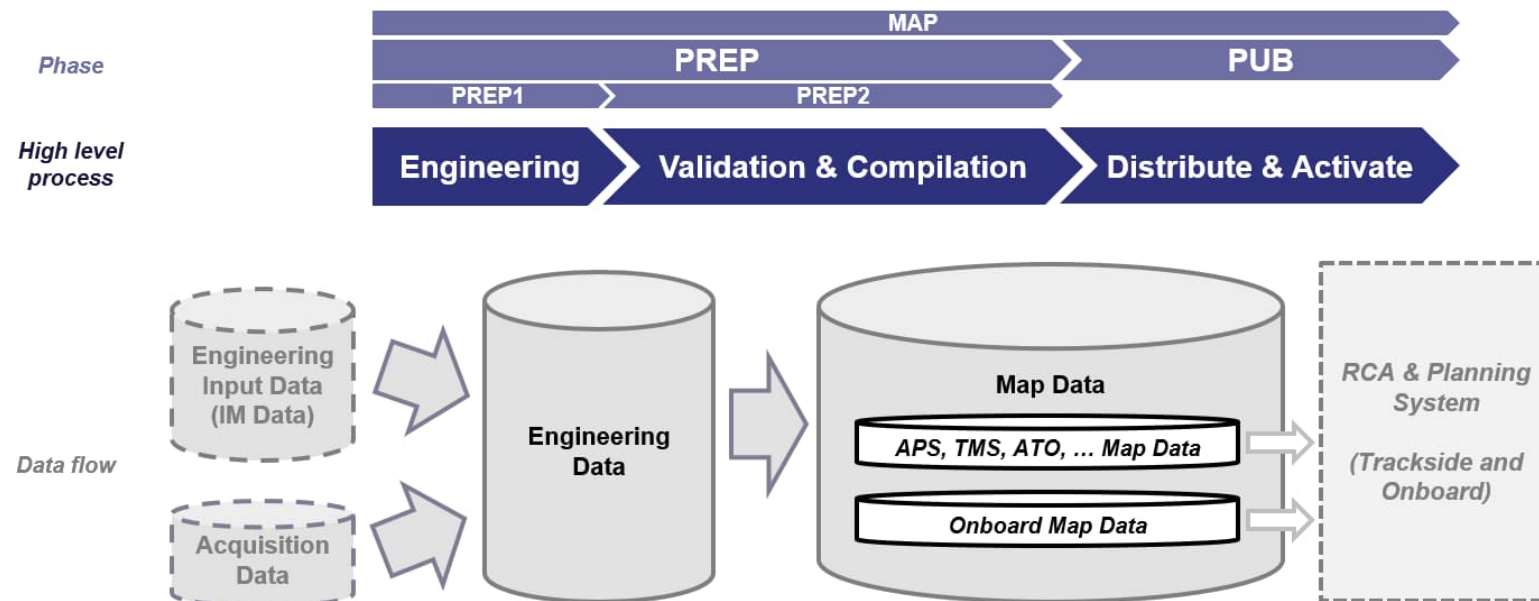 MAP
Phase
PREP
PUB
PREP1
PREP2
High level
process
Engineering
Validation & Compilation
Distribute & Activate
Engineering
Input Data
(IM Data)
Map Data
RCA & Planning
System
Engineering
Data
APS, TMS, ATO, … Map Data
Data flow
(Trackside and
Onboard)
Onboard Map Data
Acquisition
Data